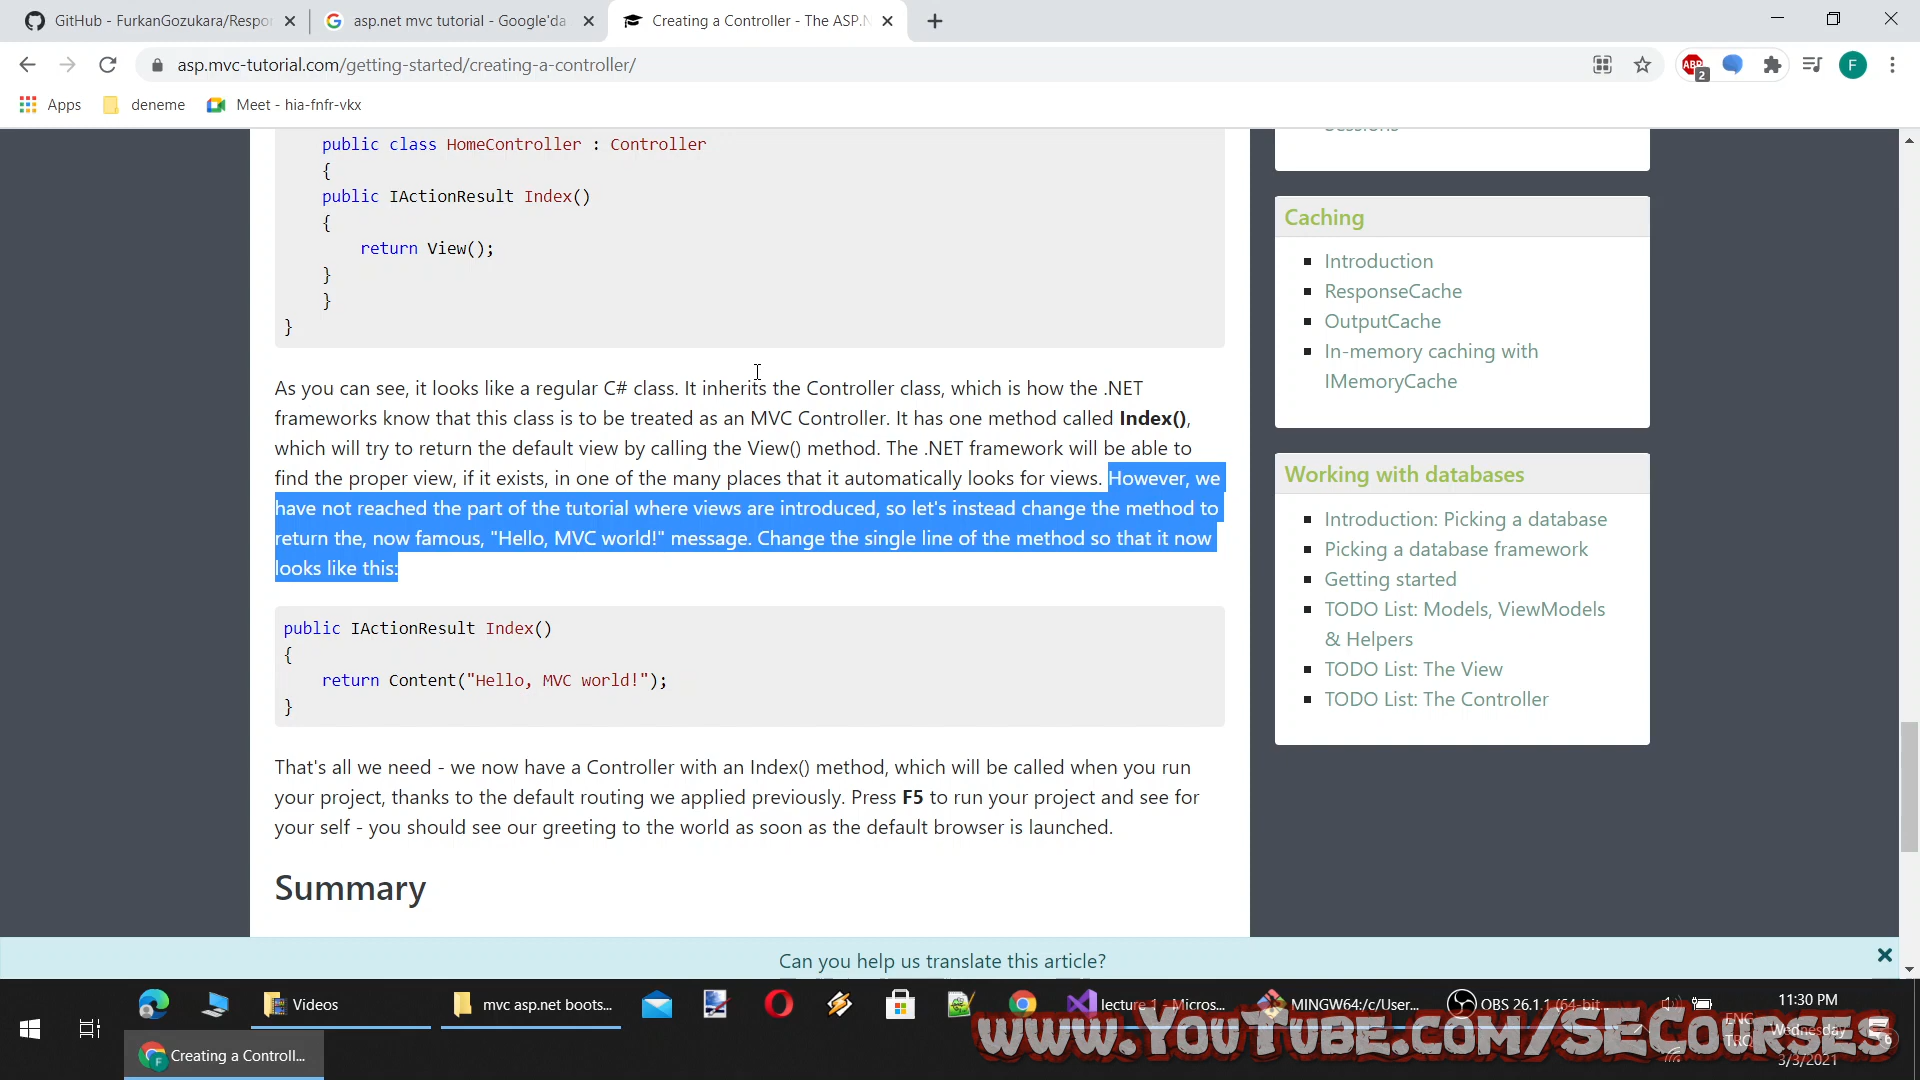 GitHub - FurkanGozukara/Respo
asp.net mvc tutorial - Google'da
Creating a Controller - The ASP.N
asp.mvc-tutorial.com/getting-started/creating-a-controller/
ABP
2
F
Apps
deneme
Meet - hia-fnfr-vkx
public class HomeController : Controller
{
public IActionResult Index()
{
return View();
}
}
}
As you can see, it looks like a regular C# class. It inherits the Controller class, which is how the .NET
frameworks know that this class is to be treated as an MVC Controller. It has one method called Index(),
which will try to return the default view by calling the View() method. The .NET framework will be able to
find the proper view, if it exists, in one of the many places that it automatically looks for views. However, we
have not reached the part of the tutorial where views are introduced, so let's instead change the method to
return the, now famous, "Hello, MVC world!" message. Change the single line of the method so that it now
looks like this:
public IActionResult Index()
{
return Content("Hello, MVC world!");
}
That's all we need - we now have a Controller with an Index() method, which will be called when you run
your project, thanks to the default routing we applied previously. Press F5 to run your project and see for
your self - you should see our greeting to the world as soon as the default browser is launched.
Summary
Caching
Introduction
ResponseCache
OutputCache
In-memory caching with
IMemoryCache
Working with databases
Introduction: Picking a database
Picking a database framework
Getting started
TODO List: Models, ViewModels
& Helpers
TODO List: The View
TODO List: The Controller
Can you help us translate this article?
Videos
mvc asp.net boots...
lecture 1 - Micros...
MINGW64:/c/User...
OBS 26.1.1 (64-bit...
Creating a Controll...
ENG
TRQ
11:30 PM
Wednesday
3/3/2021
6
www.YouTube.com/SECourses